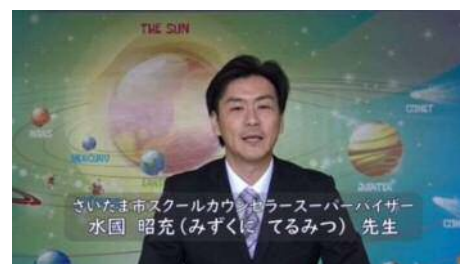 THE SUN
MARS
MERCURY
EARTH
COMET
JUPITER
さいたま市スクールカウンセラースーパーバイザー
水國 昭充(みずくに てるみつ) 先生